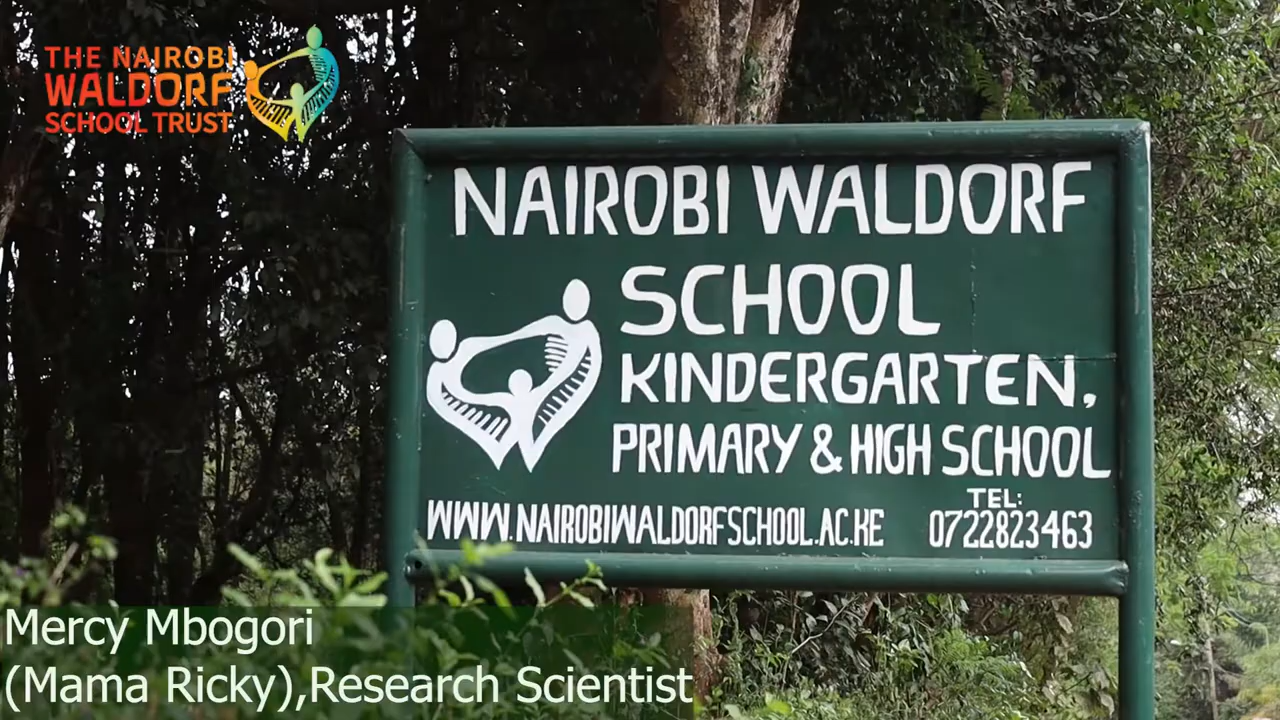 THE NAIROBI
WALDORF
SCHOOL TRUST
NAIROBI WALDORF
SCHOOL
KINDERGARTEN,
PRIMARY & HIGH SCHOOL
TEL:
WWW.NAIROBIWALDORFSCHOOL.AC.KE 0722823463
Mercy Mbogori
(Mama Ricky),Research Scientist